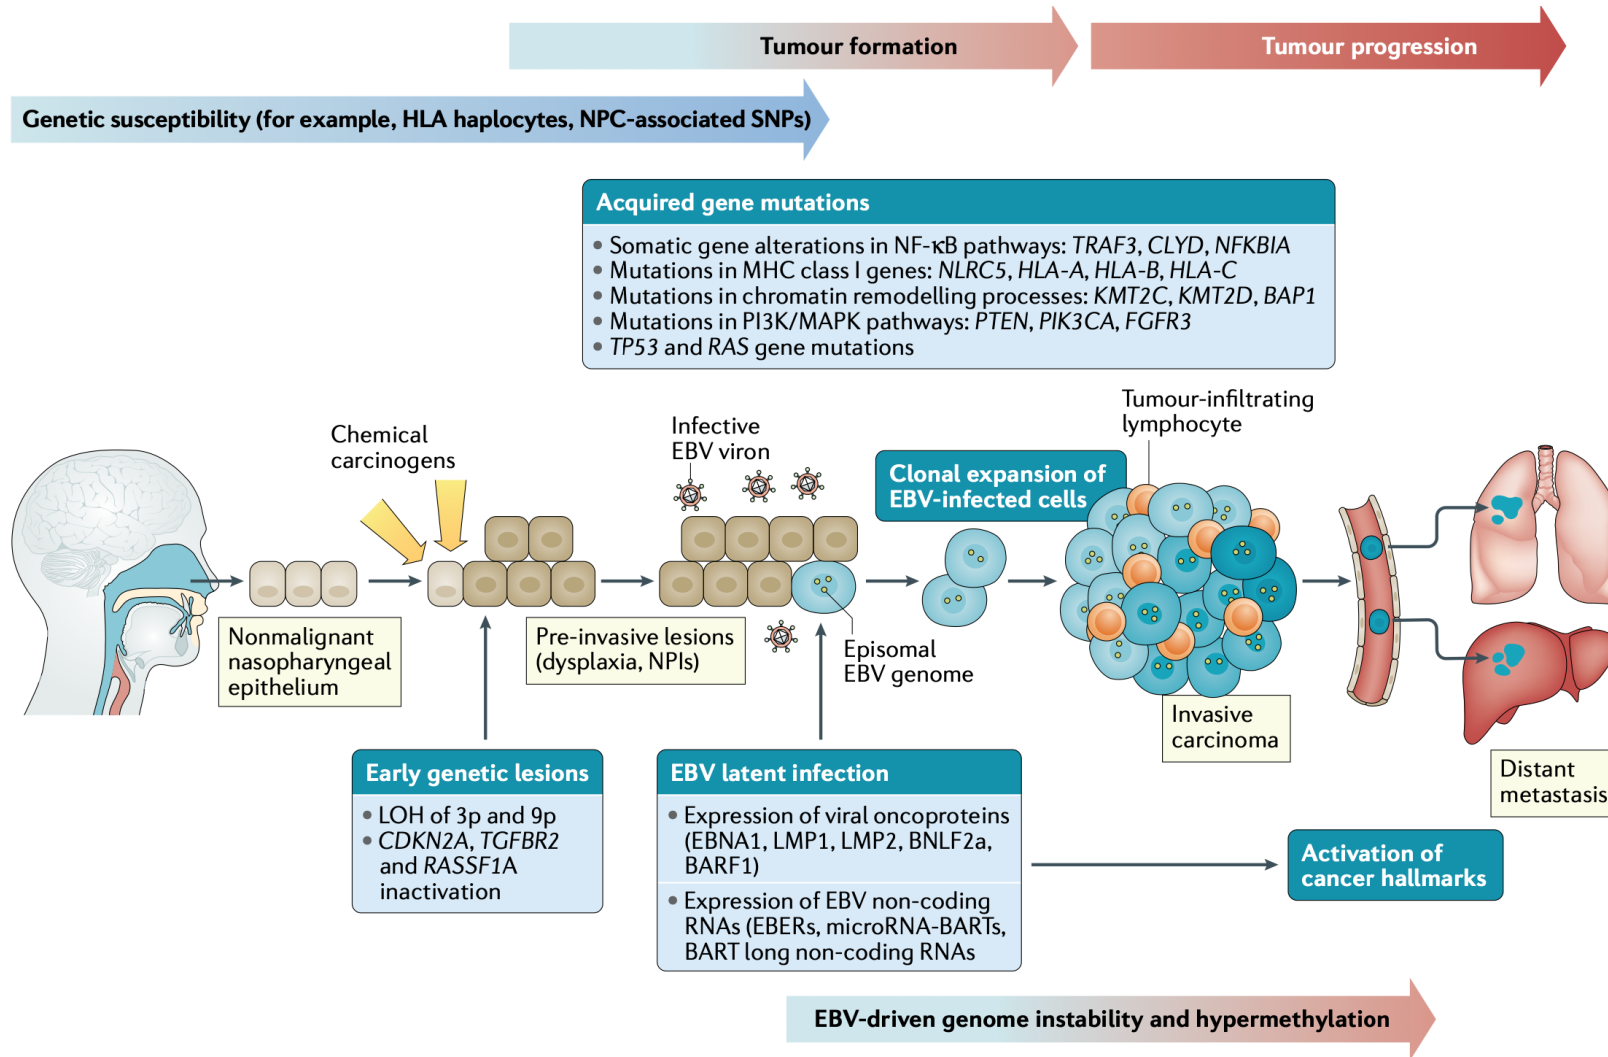 Tumour formation
Tumour progression
Genetic susceptibility (for example, HLA haplocytes, NPC-associated SNPs)
Acquired gene mutations
• Somatic gene alterations in NF-κB pathways: TRAF3, CLYD, NFKBIA
• Mutations in MHC class I genes: NLRC5, HLA-A, HLA-B, HLA-C
• Mutations in chromatin remodelling processes: KMT2C, KMT2D, BAP1
• Mutations in PI3K/MAPK pathways: PTEN, PIK3CA, FGFR3
• TP53 and RAS gene mutations
Chemical
carcinogens
Infective
EBV viron
Clonal expansion of
EBV-infected cells
Tumour-infiltrating
lymphocyte
Nonmalignant
nasopharyngeal
epithelium
Pre-invasive lesions
(dysplaxia, NPIs)
Episomal
EBV genome
Invasive
carcinoma
Distant
metastasis
Early genetic lesions
• LOH of 3p and 9p
• CDKN2A, TGFBR2
and RASSF1A
inactivation
EBV latent infection
• Expression of viral oncoproteins
(EBNA1, LMP1, LMP2, BNLF2a,
BARF1)
• Expression of EBV non-coding
RNAs (EBERs, microRNA-BARTs,
BART long non-coding RNAs
Activation of
cancer hallmarks
EBV-driven genome instability and hypermethylation